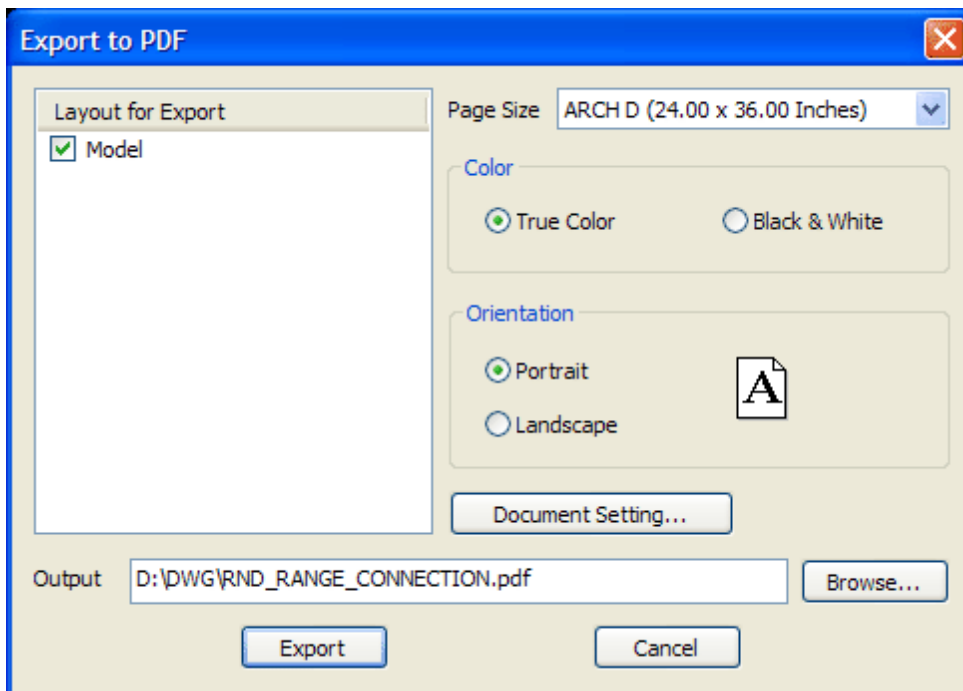 Export to PDF
Layout for Export
Model
Page Size ARCH D (24.00 x 36.00 Inches)
Color
True Color Black & White
Orientation
Portrait
A
Landscape
Document Setting...
Output D:\DWG\RND_RANGE_CONNECTION.pdf Browse...
Export Cancel